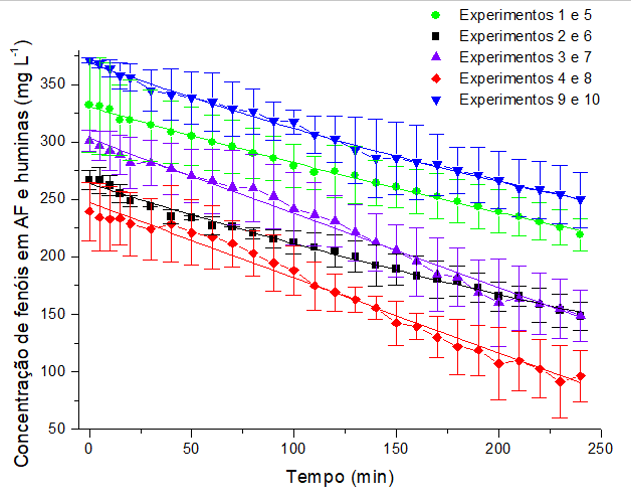 Experimentos 1 e 5
Experimentos 2 e 6
Experimentos 3 e 7
Experimentos 4 e 8
Experimentos 9 e 10
Concentração de fenóis em AF e huminas (mg L⁻¹)
350
300
250
200
150
100
50
0 50 100 150 200 250
Tempo (min)